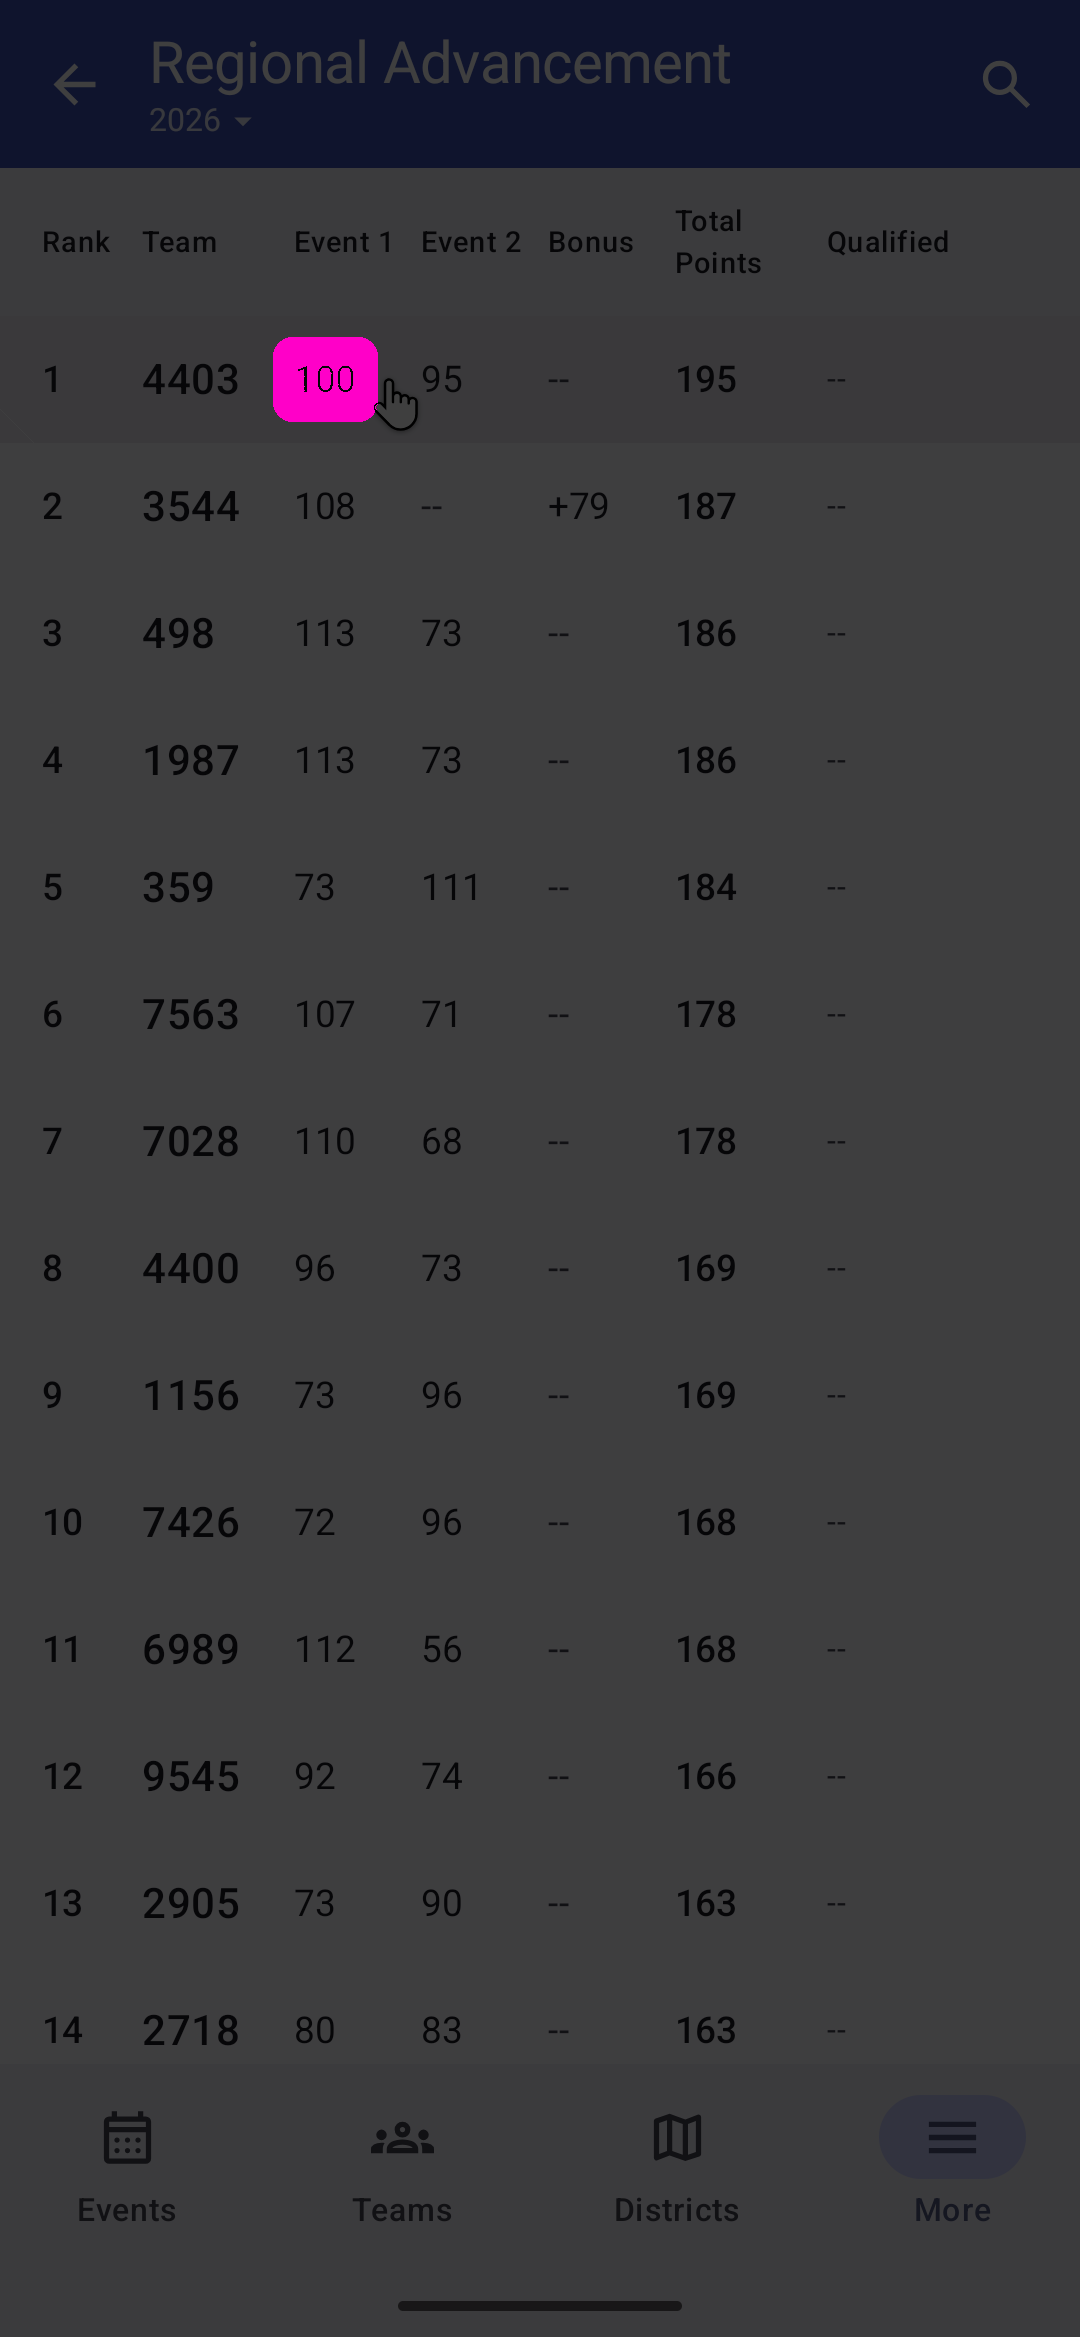 Regional Advancement
2026
Rank Team Event 1 Event 2 Bonus Total Points Qualified
1 4403 100 95 -- 195 --
2 3544 108 -- +79 187 --
3 498 113 73 -- 186 --
4 1987 113 73 -- 186 --
5 359 73 111 -- 184 --
6 7563 107 71 -- 178 --
7 7028 110 68 -- 178 --
8 4400 96 73 -- 169 --
9 1156 73 96 -- 169 --
10 7426 72 96 -- 168 --
11 6989 112 56 -- 168 --
12 9545 92 74 -- 166 --
13 2905 73 90 -- 163 --
14 2718 80 83 -- 163 --
Events Teams Districts More